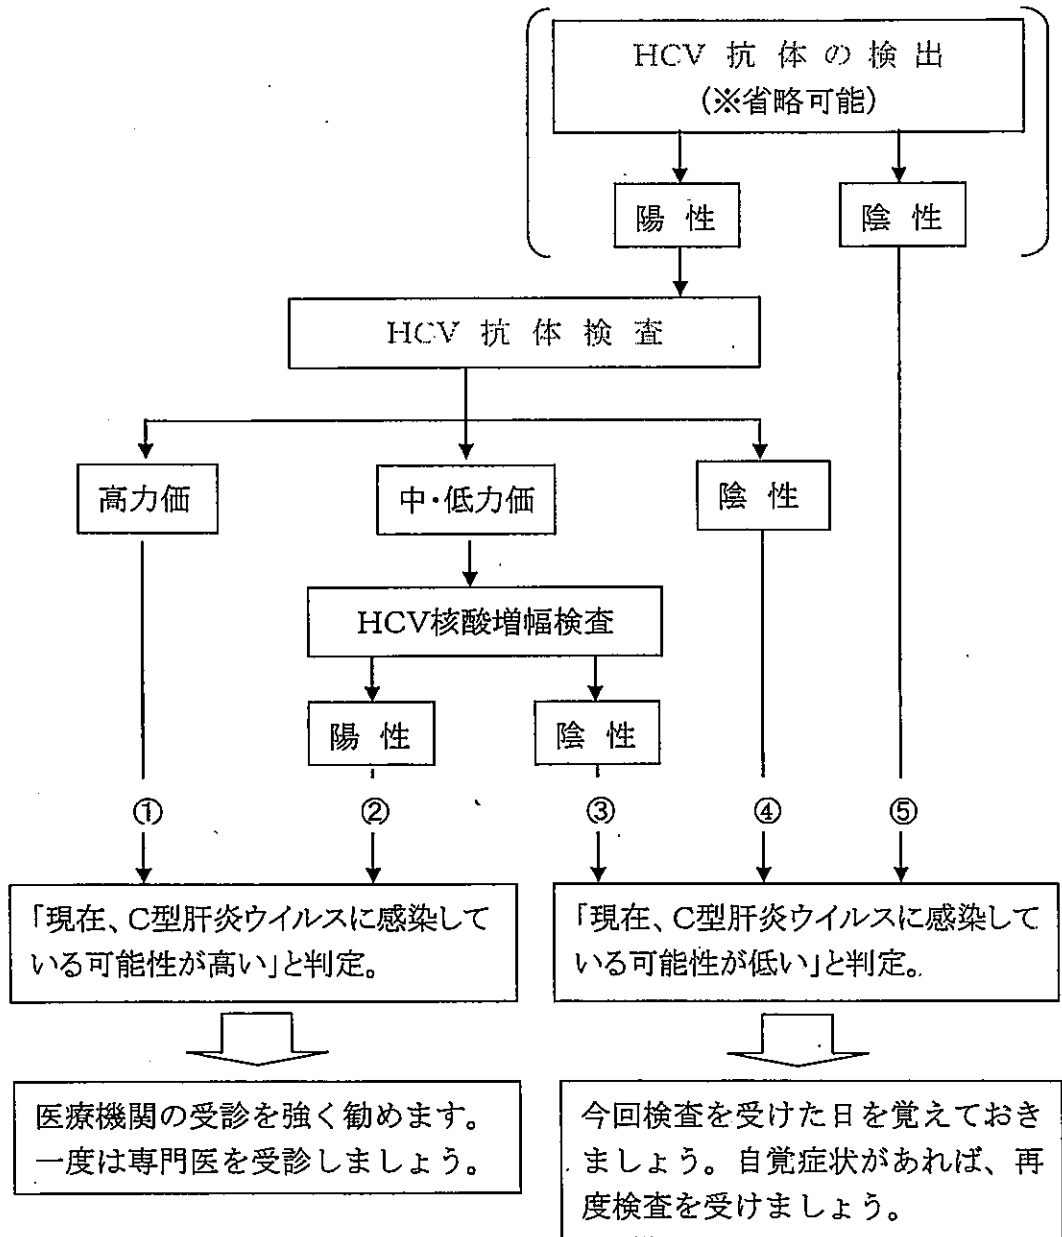 HCV 抗体の検出
(※省略可能)
陽性
陰性
HCV 抗体検査
高力価
中・低力価
陰性
HCV核酸増幅検査
陽性
陰性
①
②
③
④
⑤
「現在、C型肝炎ウイルスに感染して
いる可能性が高い」と判定。
「現在、C型肝炎ウイルスに感染して
いる可能性が低い」と判定。
医療機関の受診を強く勧めます。
一度は専門医を受診しましょう。
今回検査を受けた日を覚えておき
ましょう。自覚症状があれば、再
度検査を受けましょう。